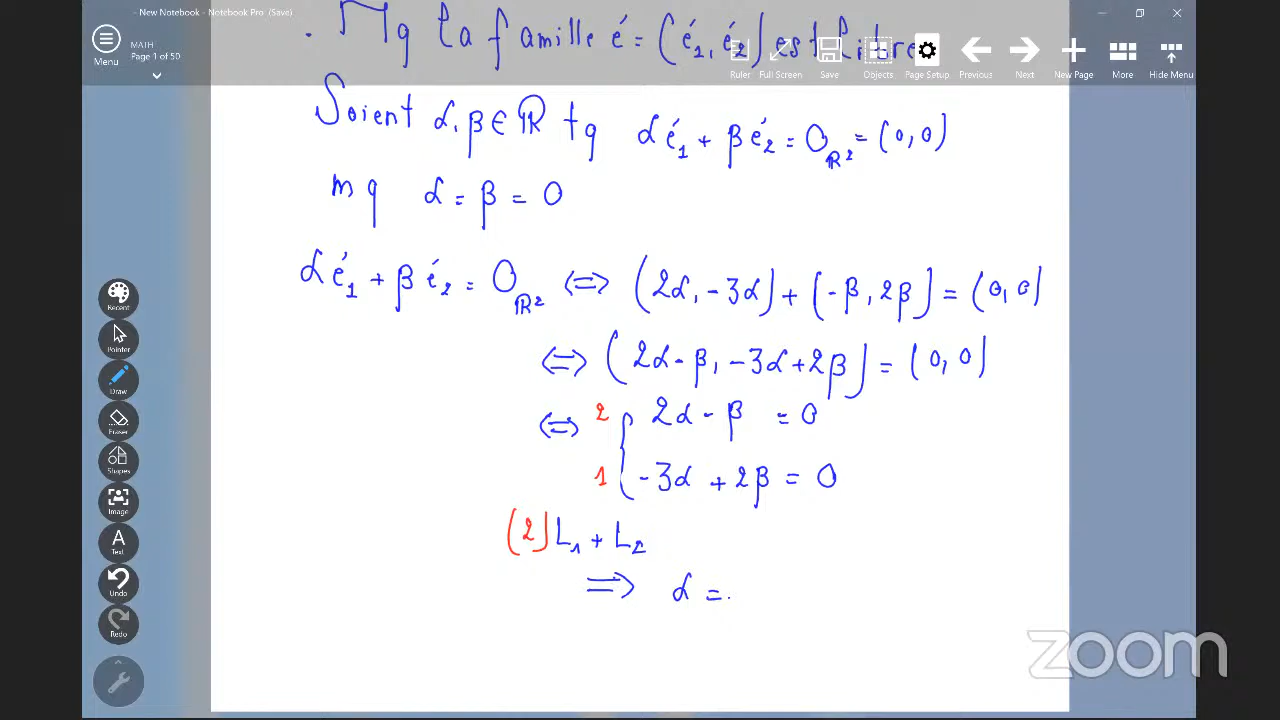 - New Notebook - Notebook Pro (Save)
Menu
MATH
Page 1 of 50
Ruler
Full Screen
Save
Objects
Page Setup
Previous
Next
New Page
More
Hide Menu
. Mq la famille é = (é₁, é₂) est libre
Soient α, β ∈ ℝ tq αé₁ + βé₂ = 0_ℝ² = (0, 0)
mq α = β = 0
αé₁ + βé₂ = 0_ℝ² ⇔ (2α, -3α) + (-β, 2β) = (0, 0)
⇔ (2α - β, -3α + 2β) = (0, 0)
⇔ 2 { 2α - β = 0
1 { -3α + 2β = 0
(2) L₁ + L₂
⇒ α = .
Recent
Pointer
Draw
Eraser
Shapes
Image
Text
Undo
Redo
zoom